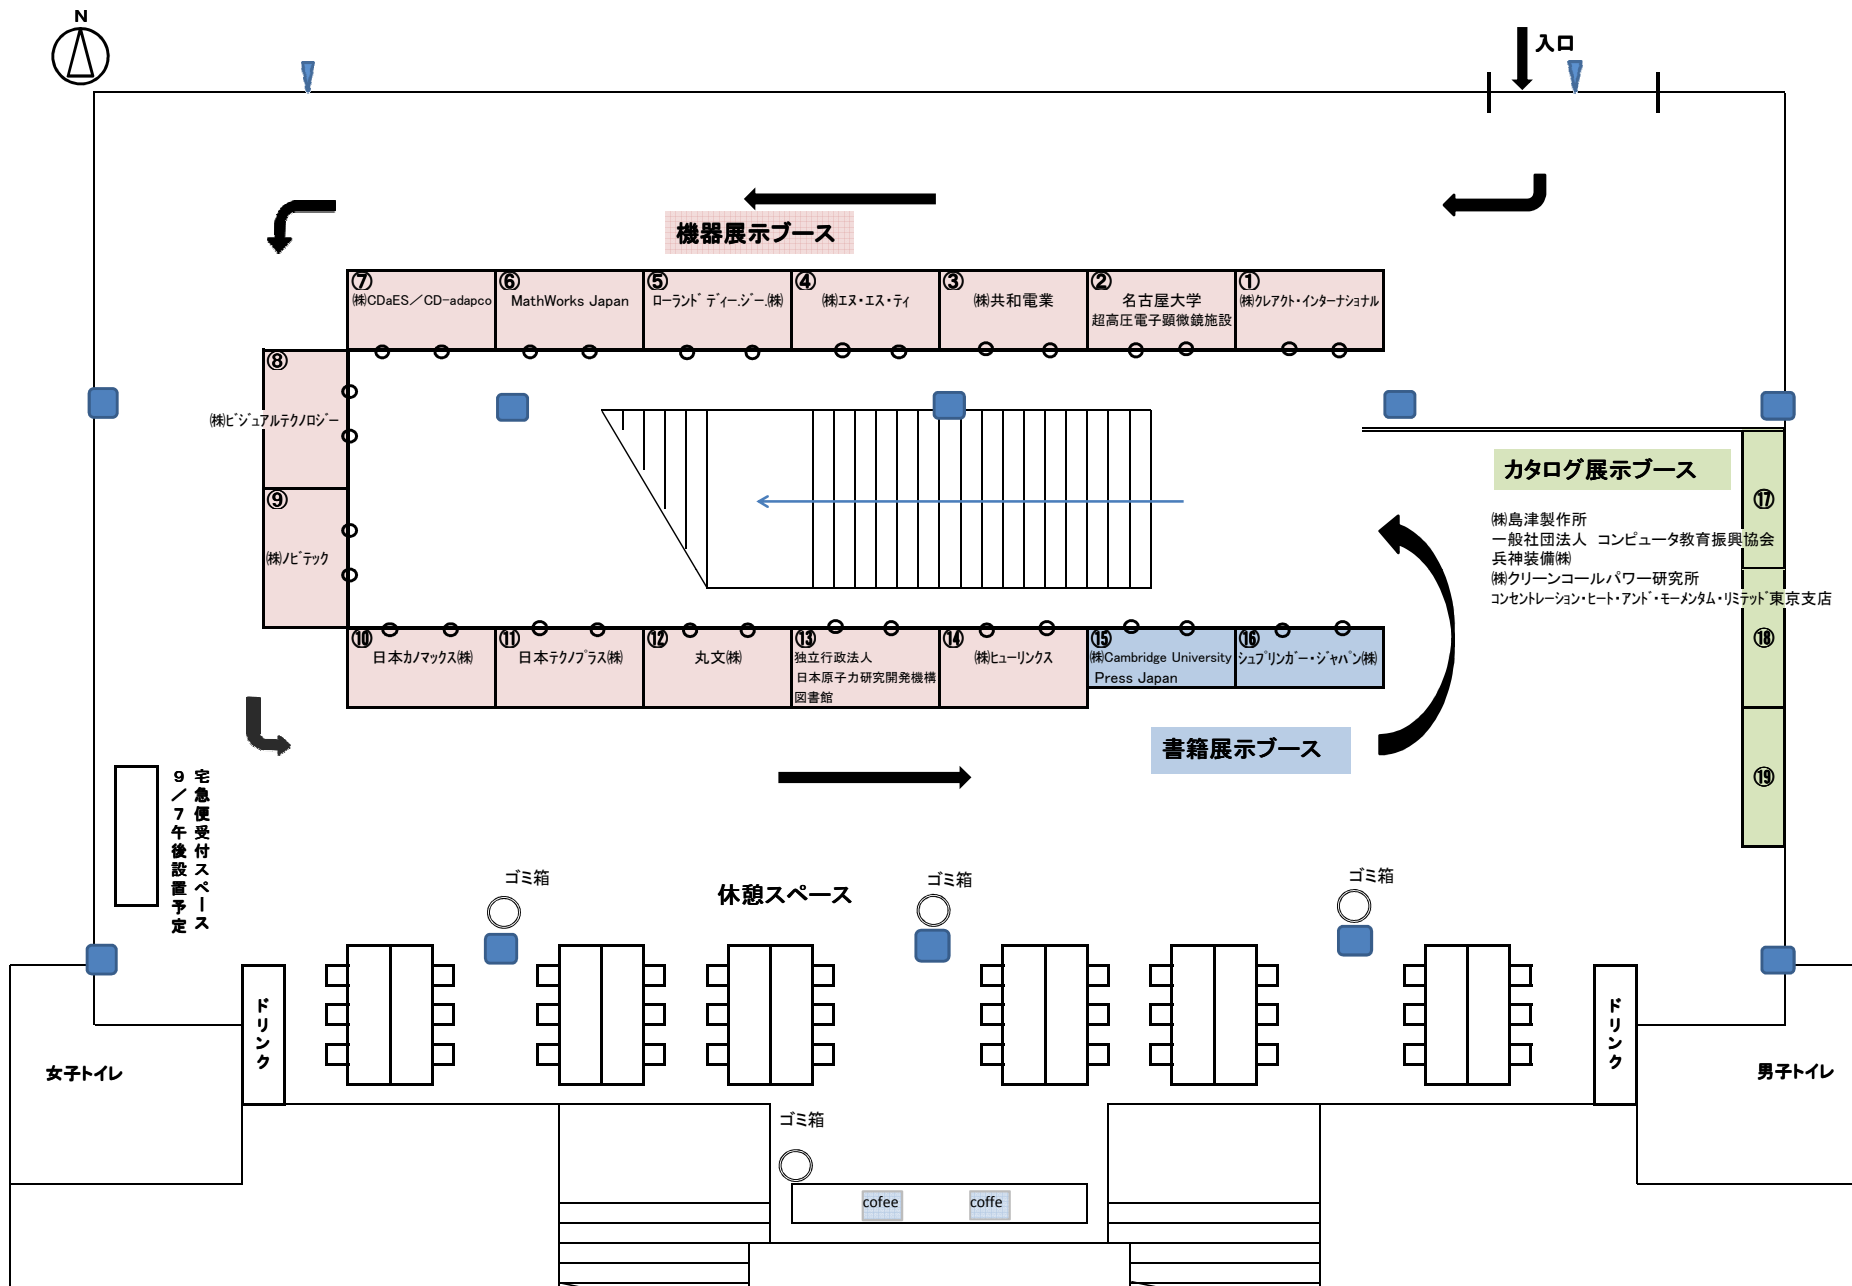 N
入口
機器展示ブース
⑦
㈱CDaES／CD-adapco
⑥
MathWorks Japan
⑤
ﾛｰﾗﾝﾄﾞ ﾃﾞｨｰ.ｼﾞｰ.㈱
④
㈱ｴﾇ・ｴｽ・ﾃｨ
③
㈱共和電業
②
名古屋大学
超高圧電子顕微鏡施設
①
㈱ｸﾚｱｸﾄ・ｲﾝﾀｰﾅｼｮﾅﾙ
⑧
㈱ﾋﾞｼﾞｭｱﾙﾃｸﾉﾛｼﾞｰ
⑨
㈱ﾉﾋﾞﾃｯｸ
カタログ展示ブース
⑰
㈱島津製作所
一般社団法人　コンピュータ教育振興協会
兵神装備㈱
㈱クリーンコールパワー研究所
ｺﾝｾﾝﾄﾚｰｼｮﾝ・ﾋｰﾄ・ｱﾝﾄﾞ・ﾓｰﾒﾝﾀﾑ・ﾘﾐﾃｯﾄﾞ東京支店
⑱
⑲
⑩
日本ｶﾉﾏｯｸｽ㈱
⑪
日本ﾃｸﾉﾌﾟﾗｽ㈱
⑫
丸文㈱
⑬
独立行政法人
日本原子力研究開発機構
図書館
⑭
㈱ﾋｭｰﾘﾝｸｽ
⑮
㈱Cambridge University
Press Japan
⑯
ｼｭﾌﾟﾘﾝｶﾞｰ・ｼﾞｬﾊﾟﾝ㈱
書籍展示ブース
宅急便受付スペース
９／７午後設置予定
ゴミ箱
休憩スペース
ゴミ箱
ゴミ箱
ドリンク
ドリンク
女子トイレ
男子トイレ
ゴミ箱
cofee
coffe